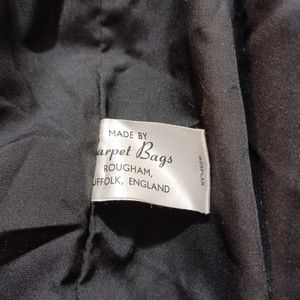 MADE BY
arpet Bags
ROUGHAM,
UFFOLK, ENGLAND